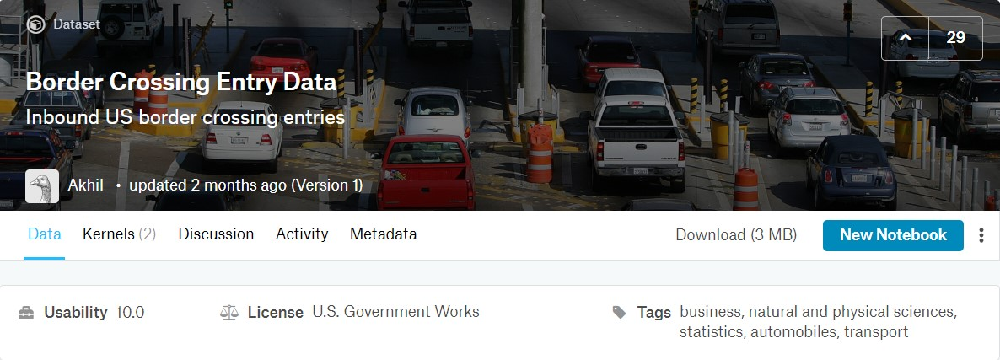 Dataset
29
Border Crossing Entry Data
Inbound US border crossing entries
Akhil • updated 2 months ago (Version 1)
Data Kernels (2) Discussion Activity Metadata Download (3 MB) New Notebook
Usability 10.0 License U.S. Government Works Tags business, natural and physical sciences,
statistics, automobiles, transport